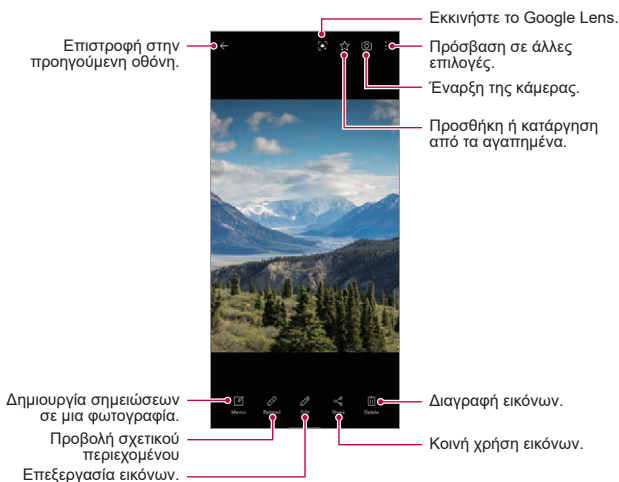 Εκκινήστε το Google Lens.
Επιστροφή στην
προηγούμενη οθόνη.
Πρόσβαση σε άλλες
επιλογές.
Έναρξη της κάμερας.
Προσθήκη ή κατάργηση
από τα αγαπημένα.
Memo
Related
Edit
Share
Delete
Δημιουργία σημειώσεων
σε μια φωτογραφία.
Διαγραφή εικόνων.
Προβολή σχετικού
περιεχομένου
Κοινή χρήση εικόνων.
Επεξεργασία εικόνων.